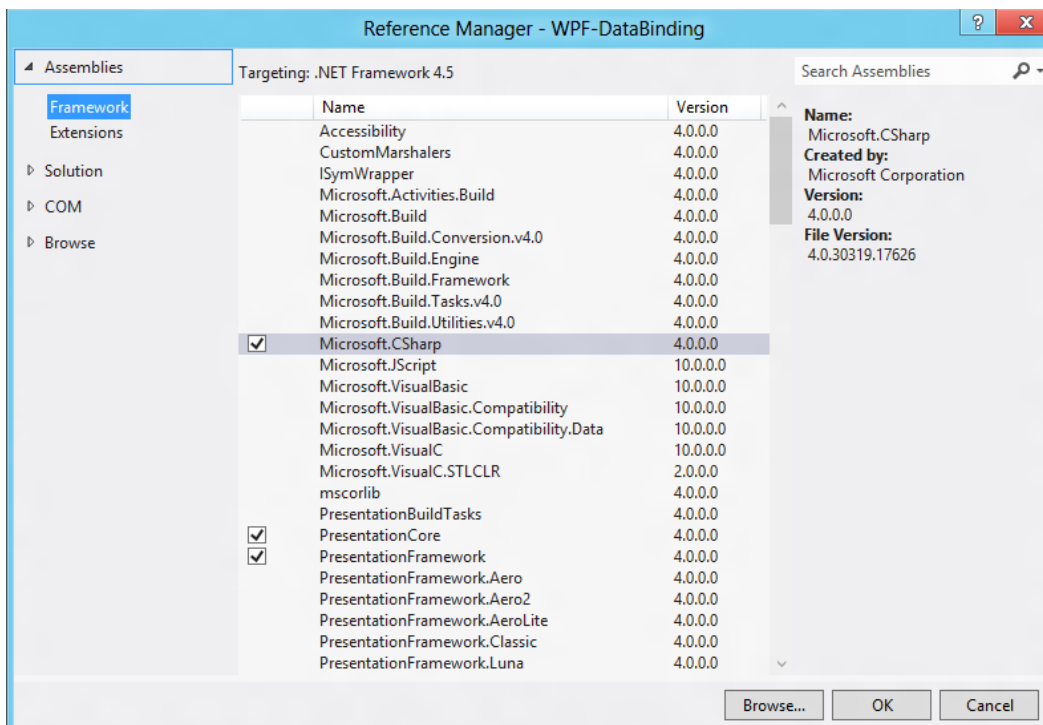 Reference Manager - WPF-DataBinding
? x
Assemblies
Framework
Extensions
Solution
COM
Browse
Targeting: .NET Framework 4.5
Search Assemblies
Name Version
Accessibility 4.0.0.0
CustomMarshalers 4.0.0.0
ISymWrapper 4.0.0.0
Microsoft.Activities.Build 4.0.0.0
Microsoft.Build 4.0.0.0
Microsoft.Build.Conversion.v4.0 4.0.0.0
Microsoft.Build.Engine 4.0.0.0
Microsoft.Build.Framework 4.0.0.0
Microsoft.Build.Tasks.v4.0 4.0.0.0
Microsoft.Build.Utilities.v4.0 4.0.0.0
Microsoft.CSharp 4.0.0.0
Microsoft.JScript 10.0.0.0
Microsoft.VisualBasic 10.0.0.0
Microsoft.VisualBasic.Compatibility 10.0.0.0
Microsoft.VisualBasic.Compatibility.Data 10.0.0.0
Microsoft.VisualC 10.0.0.0
Microsoft.VisualC.STLCLR 2.0.0.0
mscorlib 4.0.0.0
PresentationBuildTasks 4.0.0.0
PresentationCore 4.0.0.0
PresentationFramework 4.0.0.0
PresentationFramework.Aero 4.0.0.0
PresentationFramework.Aero2 4.0.0.0
PresentationFramework.AeroLite 4.0.0.0
PresentationFramework.Classic 4.0.0.0
PresentationFramework.Luna 4.0.0.0
Name:
Microsoft.CSharp
Created by:
Microsoft Corporation
Version:
4.0.0.0
File Version:
4.0.30319.17626
Browse... OK Cancel